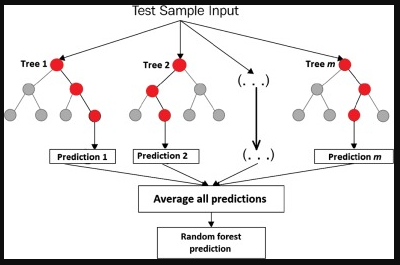 Test Sample Input
Tree 1
Tree 2
(. . .)
Tree m
(. . .)
Prediction 1
Prediction 2
Prediction m
Average all predictions
Random forest
prediction